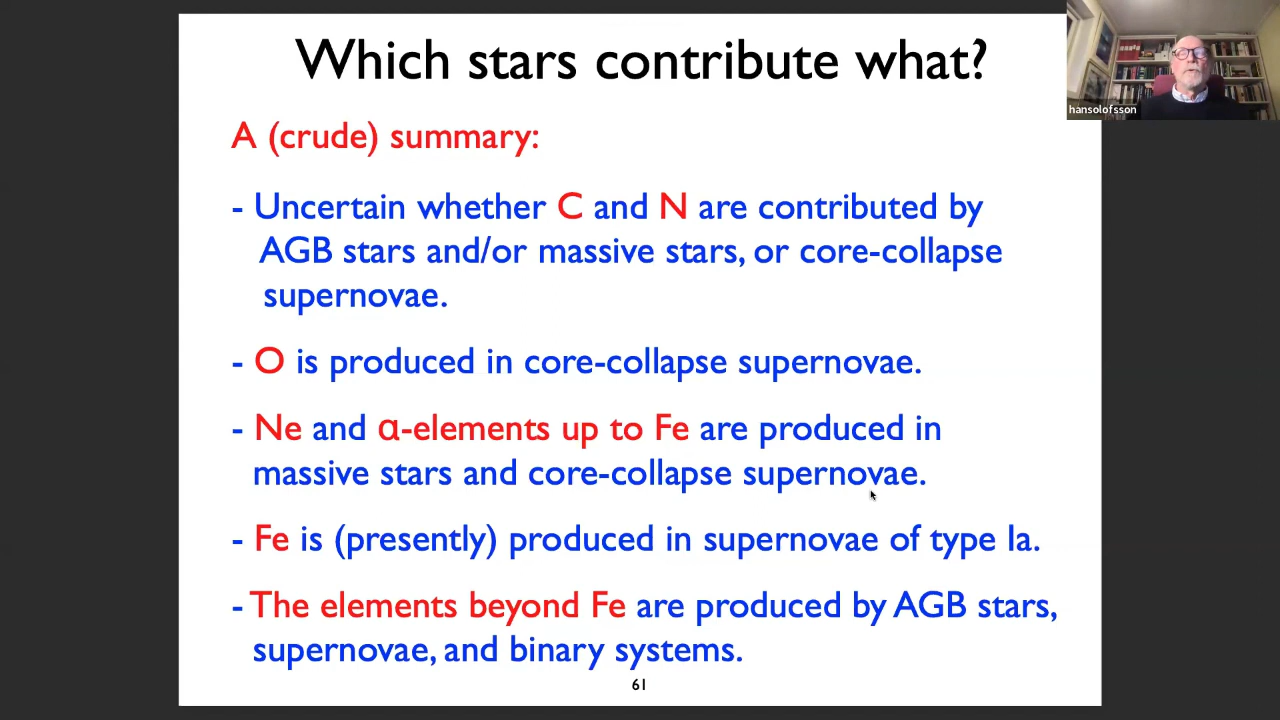 Which stars contribute what?
hansolofsson
A (crude) summary:
- Uncertain whether C and N are contributed by
AGB stars and/or massive stars, or core-collapse
supernovae.
- O is produced in core-collapse supernovae.
- Ne and α-elements up to Fe are produced in
massive stars and core-collapse supernovae.
- Fe is (presently) produced in supernovae of type Ia.
- The elements beyond Fe are produced by AGB stars,
supernovae, and binary systems.
61